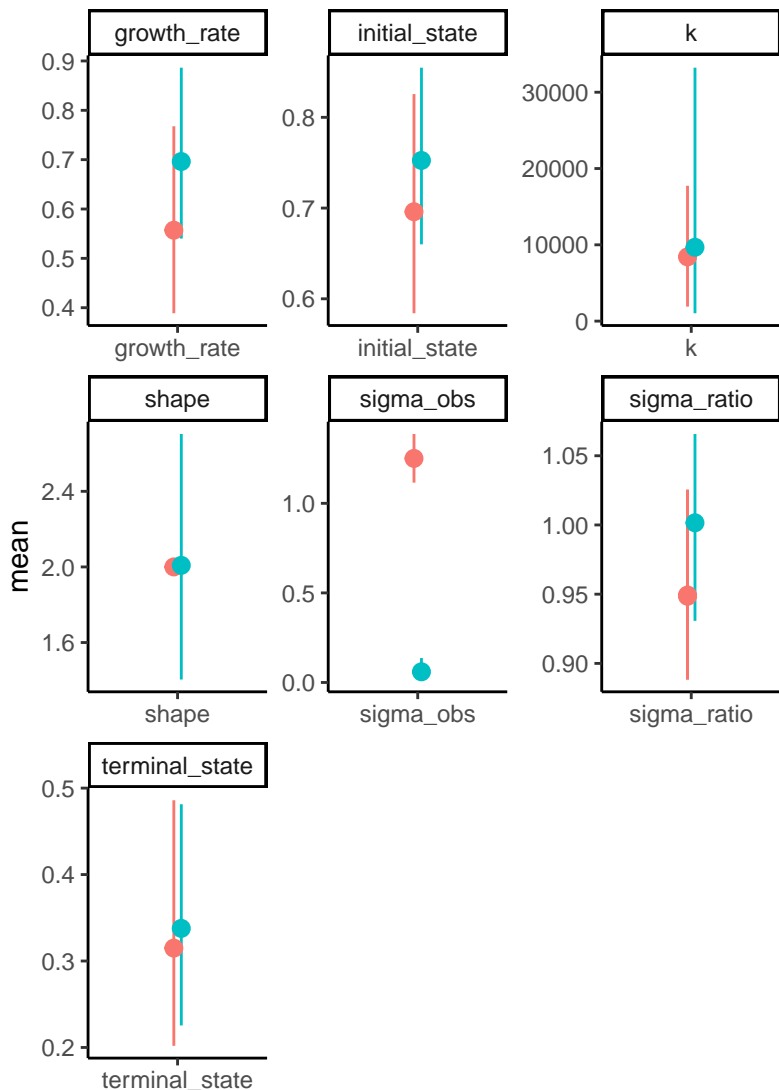 growth_rate
initial_state
k
0.9
0.8
0.7
0.6
0.5
0.4
growth_rate
0.8
0.7
0.6
initial_state
30000
20000
10000
0
k
mean
shape
sigma_obs
sigma_ratio
2.4
2.0
1.6
shape
1.0
0.5
0.0
sigma_obs
1.05
1.00
0.95
0.90
sigma_ratio
terminal_state
0.5
0.4
0.3
0.2
terminal_state